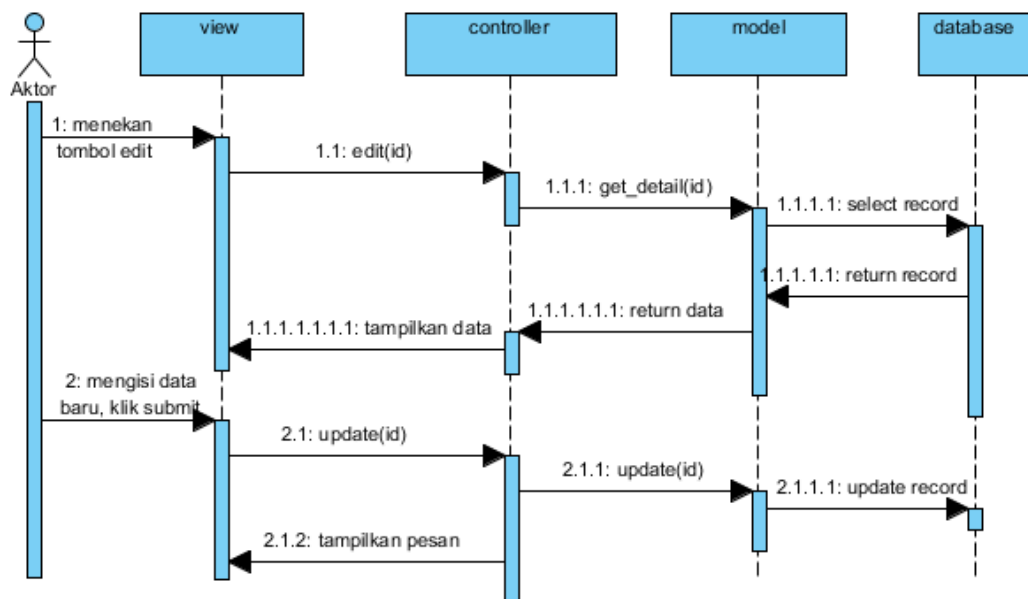 view
controller
model
database
Aktor
1: menekan
tombol edit
1.1: edit(id)
1.1.1: get_detail(id)
1.1.1.1: select record
1.1.1.1.1: return record
1.1.1.1.1.1: return data
1.1.1.1.1.1.1: tampilkan data
2: mengisi data
baru, klik submit
2.1: update(id)
2.1.1: update(id)
2.1.1.1: update record
2.1.2: tampilkan pesan